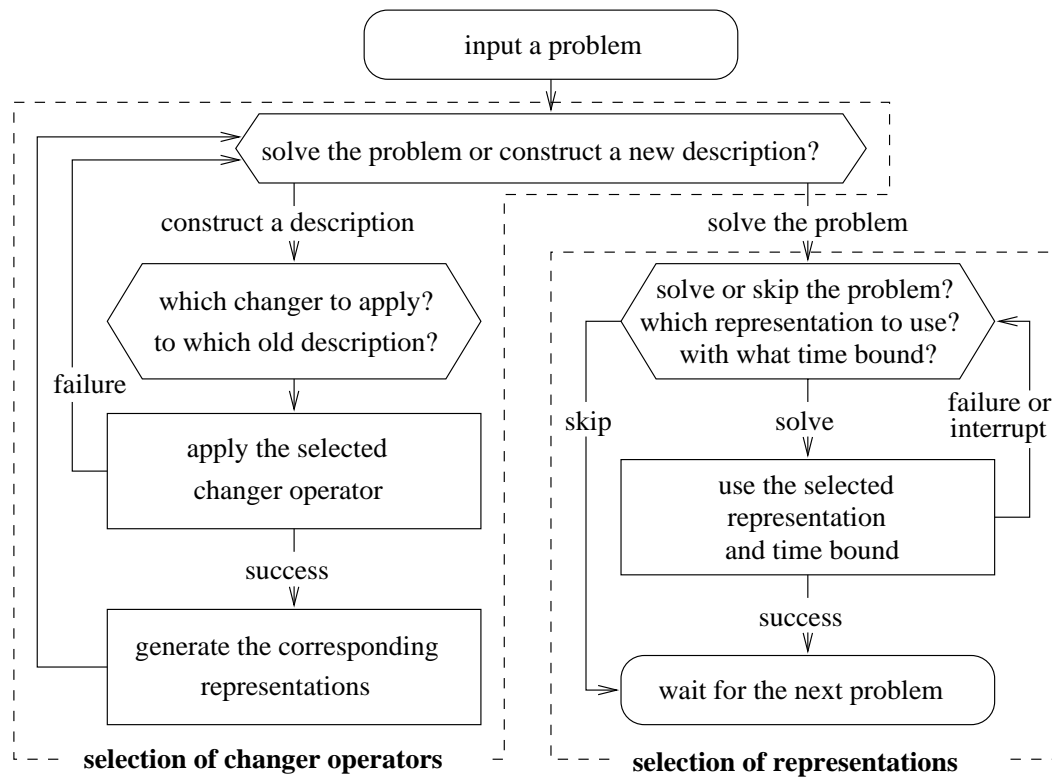 input a problem
solve the problem or construct a new description?
construct a description
which changer to apply?
to which old description?
failure
apply the selected
changer operator
success
generate the corresponding
representations
selection of changer operators
solve the problem
solve or skip the problem?
which representation to use?
with what time bound?
skip
solve
failure or
interrupt
use the selected
representation
and time bound
success
wait for the next problem
selection of representations